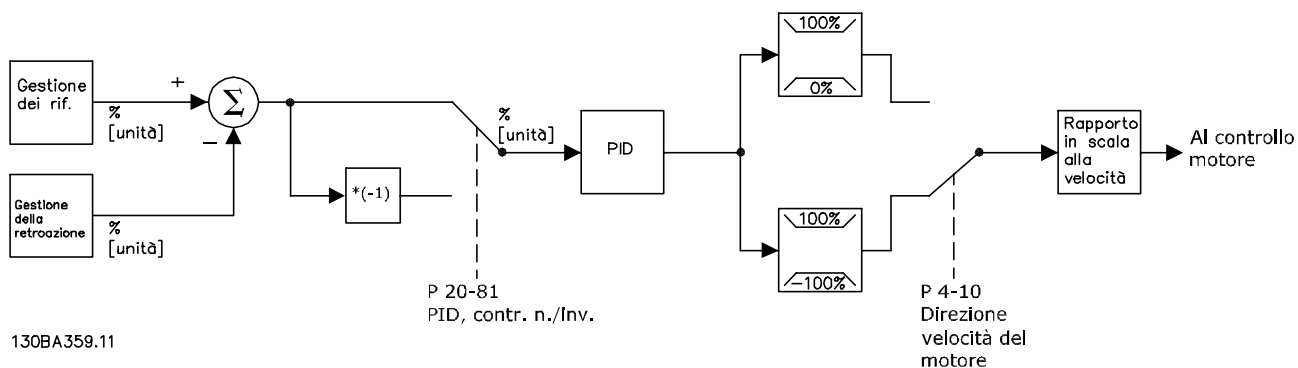 Gestione
dei rif.
+
%
[unità]
Σ
−
Gestione
della
retroazione
%
[unità]
*(-1)
%
[unità]
P 20-81
PID, contr. n./inv.
PID
100%
0%
100%
-100%
P 4-10
Direzione
velocità del
motore
Rapporto
in scala
alla
velocità
Al controllo
motore
130BA359.11